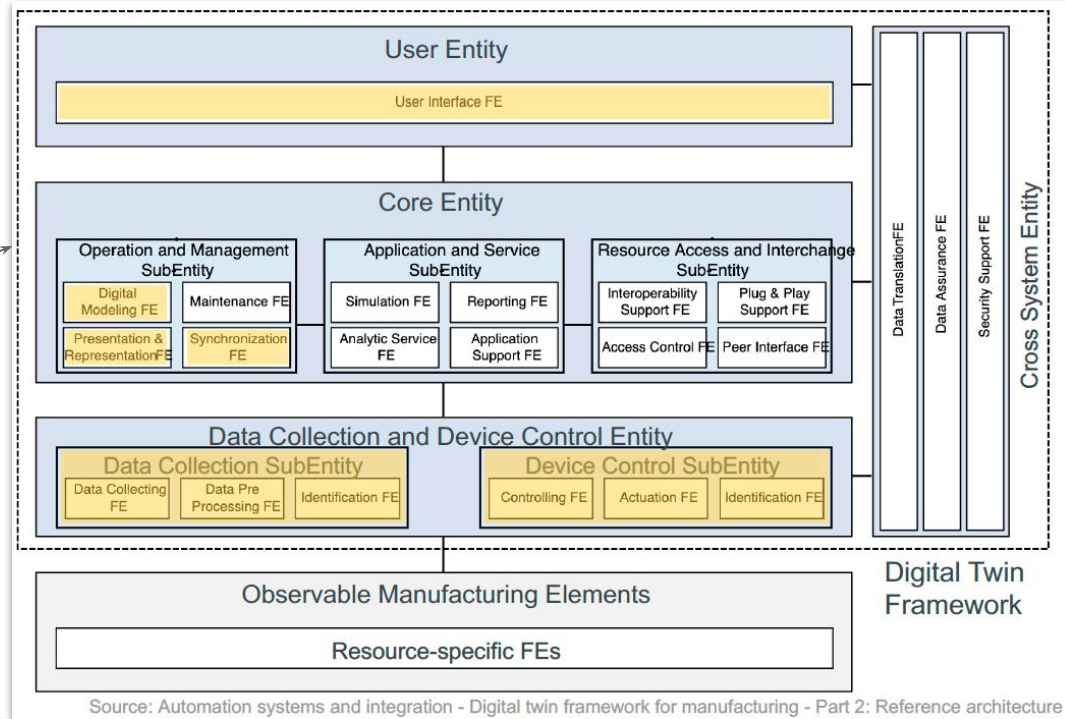 User Entity
User Interface FE
Core Entity
Operation and Management
SubEntity
Digital
Modeling FE
Maintenance FE
Presentation &
RepresentationFE
Synchronization
FE
Application and Service
SubEntity
Simulation FE
Reporting FE
Analytic Service
FE
Application
Support FE
Resource Access and Interchange
SubEntity
Interoperability
Support FE
Plug & Play
Support FE
Access Control FE
Peer Interface FE
Data Collection and Device Control Entity
Data Collection SubEntity
Data Collecting
FE
Data Pre
Processing FE
Identification FE
Device Control SubEntity
Controlling FE
Actuation FE
Identification FE
Data TranslationFE
Data Assurance FE
Security Support FE
Cross System Entity
Digital Twin
Framework
Observable Manufacturing Elements
Resource-specific FEs
Source: Automation systems and integration - Digital twin framework for manufacturing - Part 2: Reference architecture